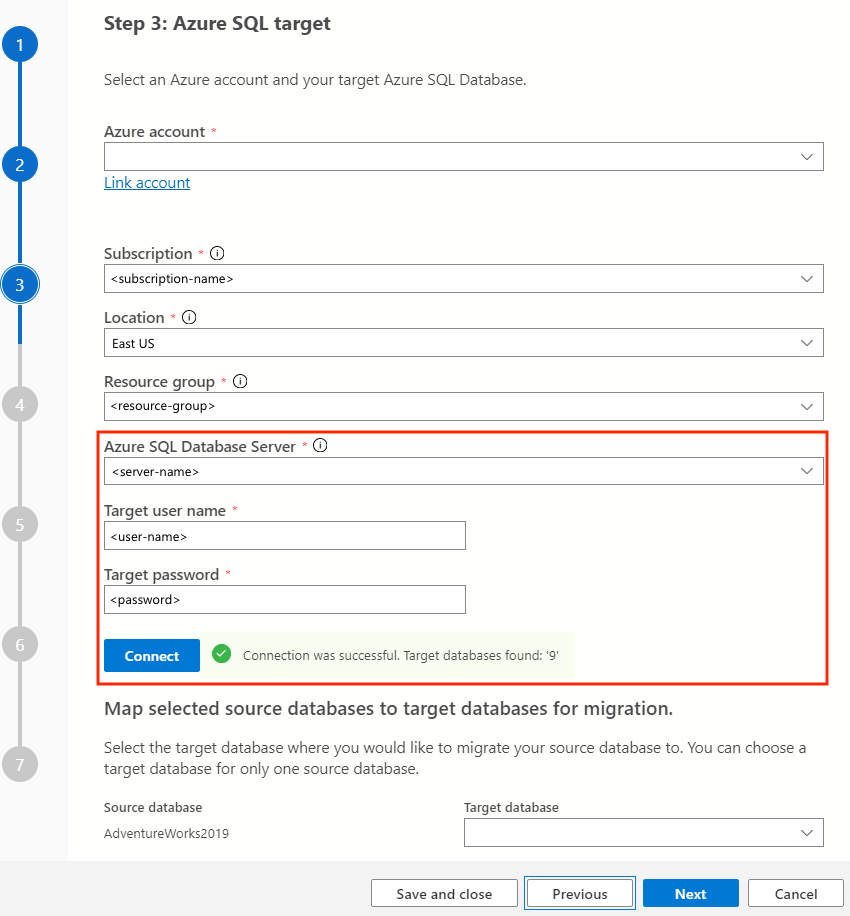 Step 3: Azure SQL target
1
Select an Azure account and your target Azure SQL Database.
Azure account *
2
Link account
Subscription *
<subscription-name>
3
Location *
East US
Resource group *
<resource-group>
4
Azure SQL Database Server *
<server-name>
Target user name *
5
<user-name>
Target password *
<password>
6
Connect
Connection was successful. Target databases found: '9'
Map selected source databases to target databases for migration.
Select the target database where you would like to migrate your source database to. You can choose a
7
target database for only one source database.
Source database
Target database
AdventureWorks2019
Save and close
Previous
Next
Cancel